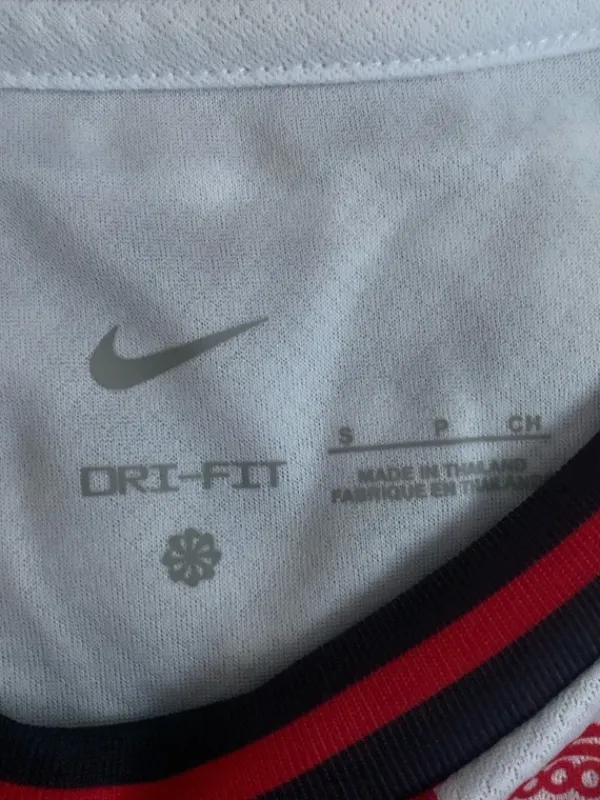 DRI-FIT
S P CH
MADE IN THAILAND
FABRIQUE EN THAILANDE